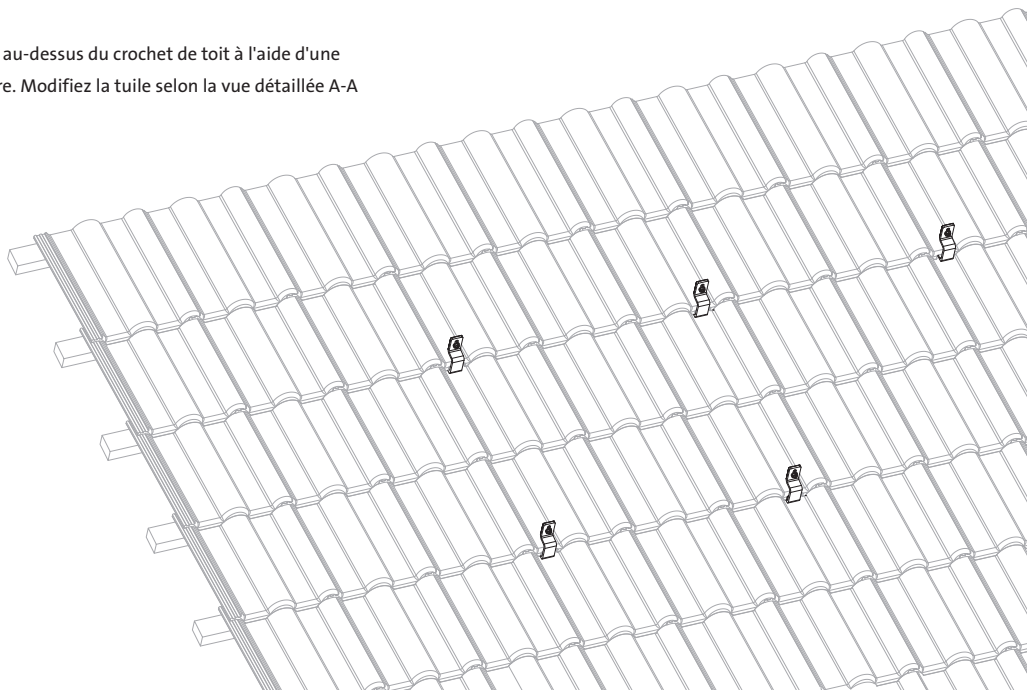 au-dessus du crochet de toit à l'aide d'une
re. Modifiez la tuile selon la vue détaillée A-A